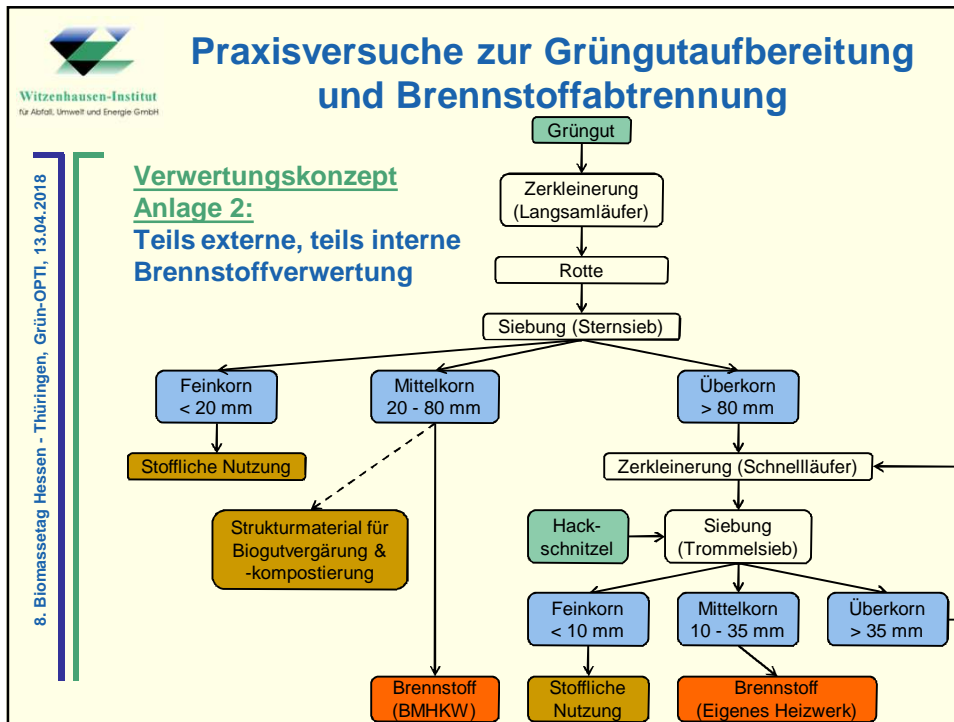 Praxisversuche zur Grüngutaufbereitung
und Brennstoffabtrennung
Witzenhausen-Institut
für Abfall, Umwelt und Energie GmbH
8. Biomassetag Hessen - Thüringen, Grün-OPTI, 13.04.2018
Verwertungskonzept
Anlage 2:
Teils externe, teils interne
Brennstoffverwertung
Grüngut
Zerkleinerung
(Langsamläufer)
Rotte
Siebung (Sternsieb)
Feinkorn
< 20 mm
Mittelkorn
20 - 80 mm
Überkorn
> 80 mm
Stoffliche Nutzung
Zerkleinerung (Schnellläufer)
Strukturmaterial für
Biogutvergärung &
-kompostierung
Hack-
schnitzel
Siebung
(Trommelsieb)
Feinkorn
< 10 mm
Mittelkorn
10 - 35 mm
Überkorn
> 35 mm
Brennstoff
(BMHKW)
Stoffliche
Nutzung
Brennstoff
(Eigenes Heizwerk)